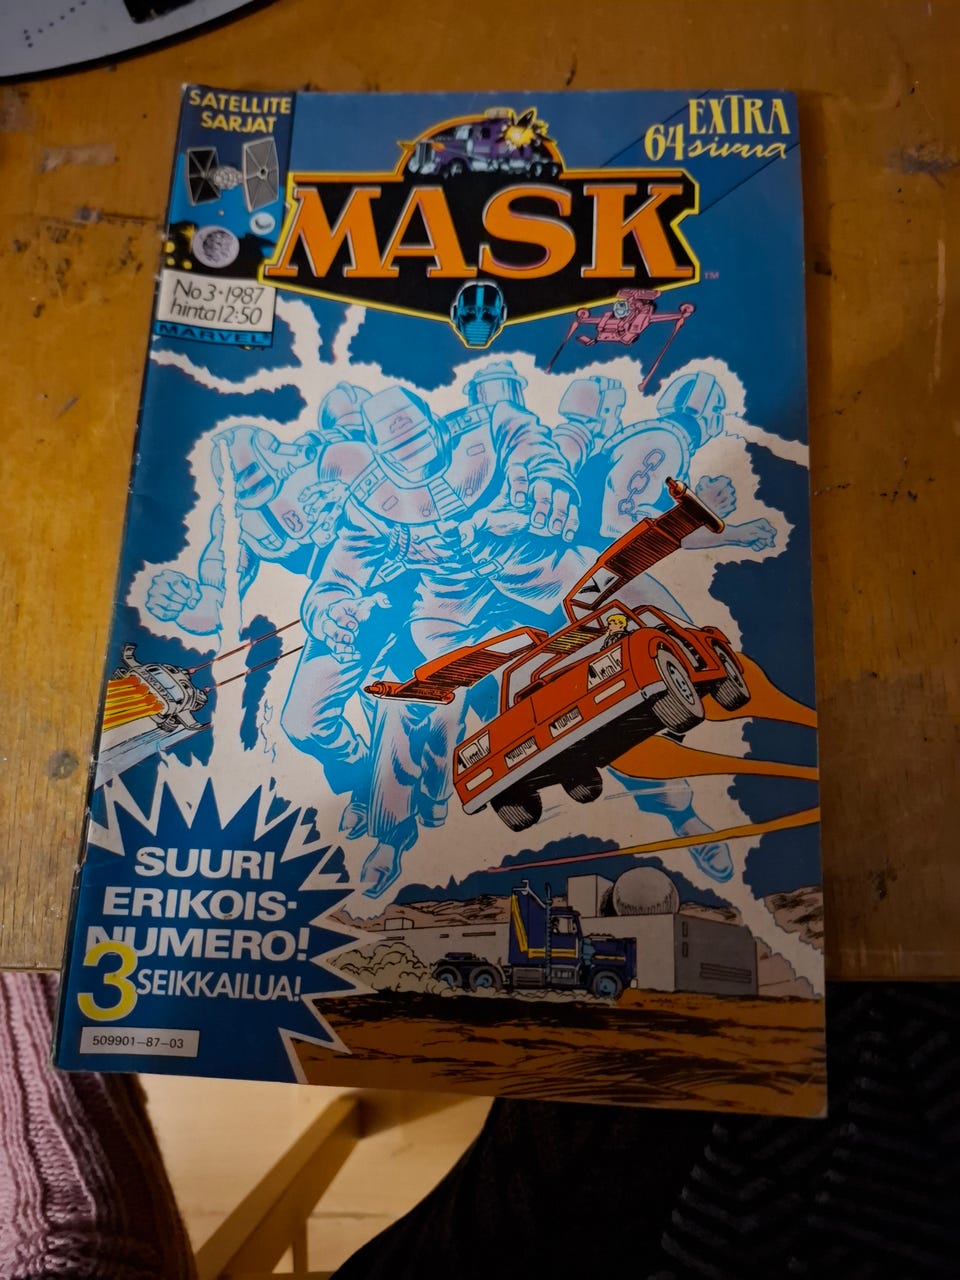 SATELLITE
SARJAT
EXTRA
64 sivua
MASK
TM
No 3 • 1987
hinta 12:50
MARVEL
SUURI
ERIKOIS-
NUMERO!
3 SEIKKAILUA!
509901—87—03